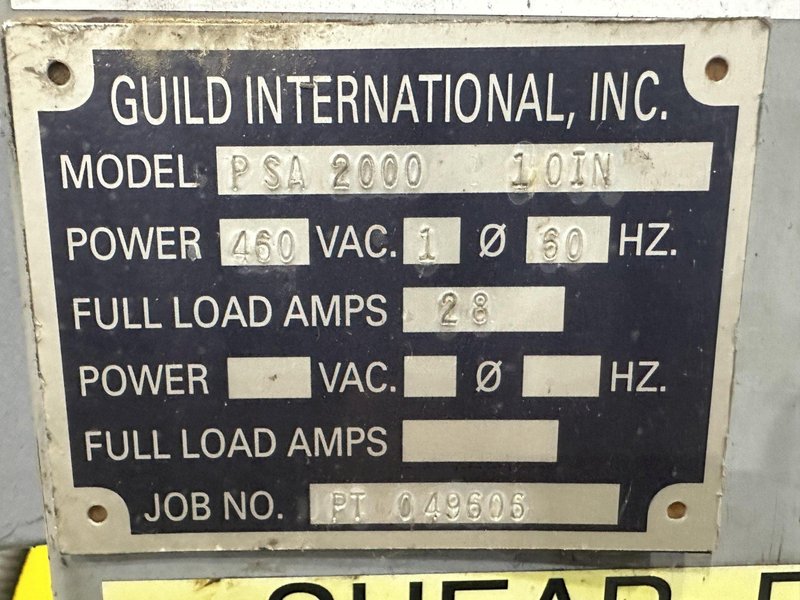 GUILD INTERNATIONAL, INC.
MODEL PSA 2000 10IN
POWER 460 VAC. 1 Ø 60 HZ.
FULL LOAD AMPS 28
POWER VAC. Ø HZ.
FULL LOAD AMPS
JOB NO. PT 049606
SHEAR